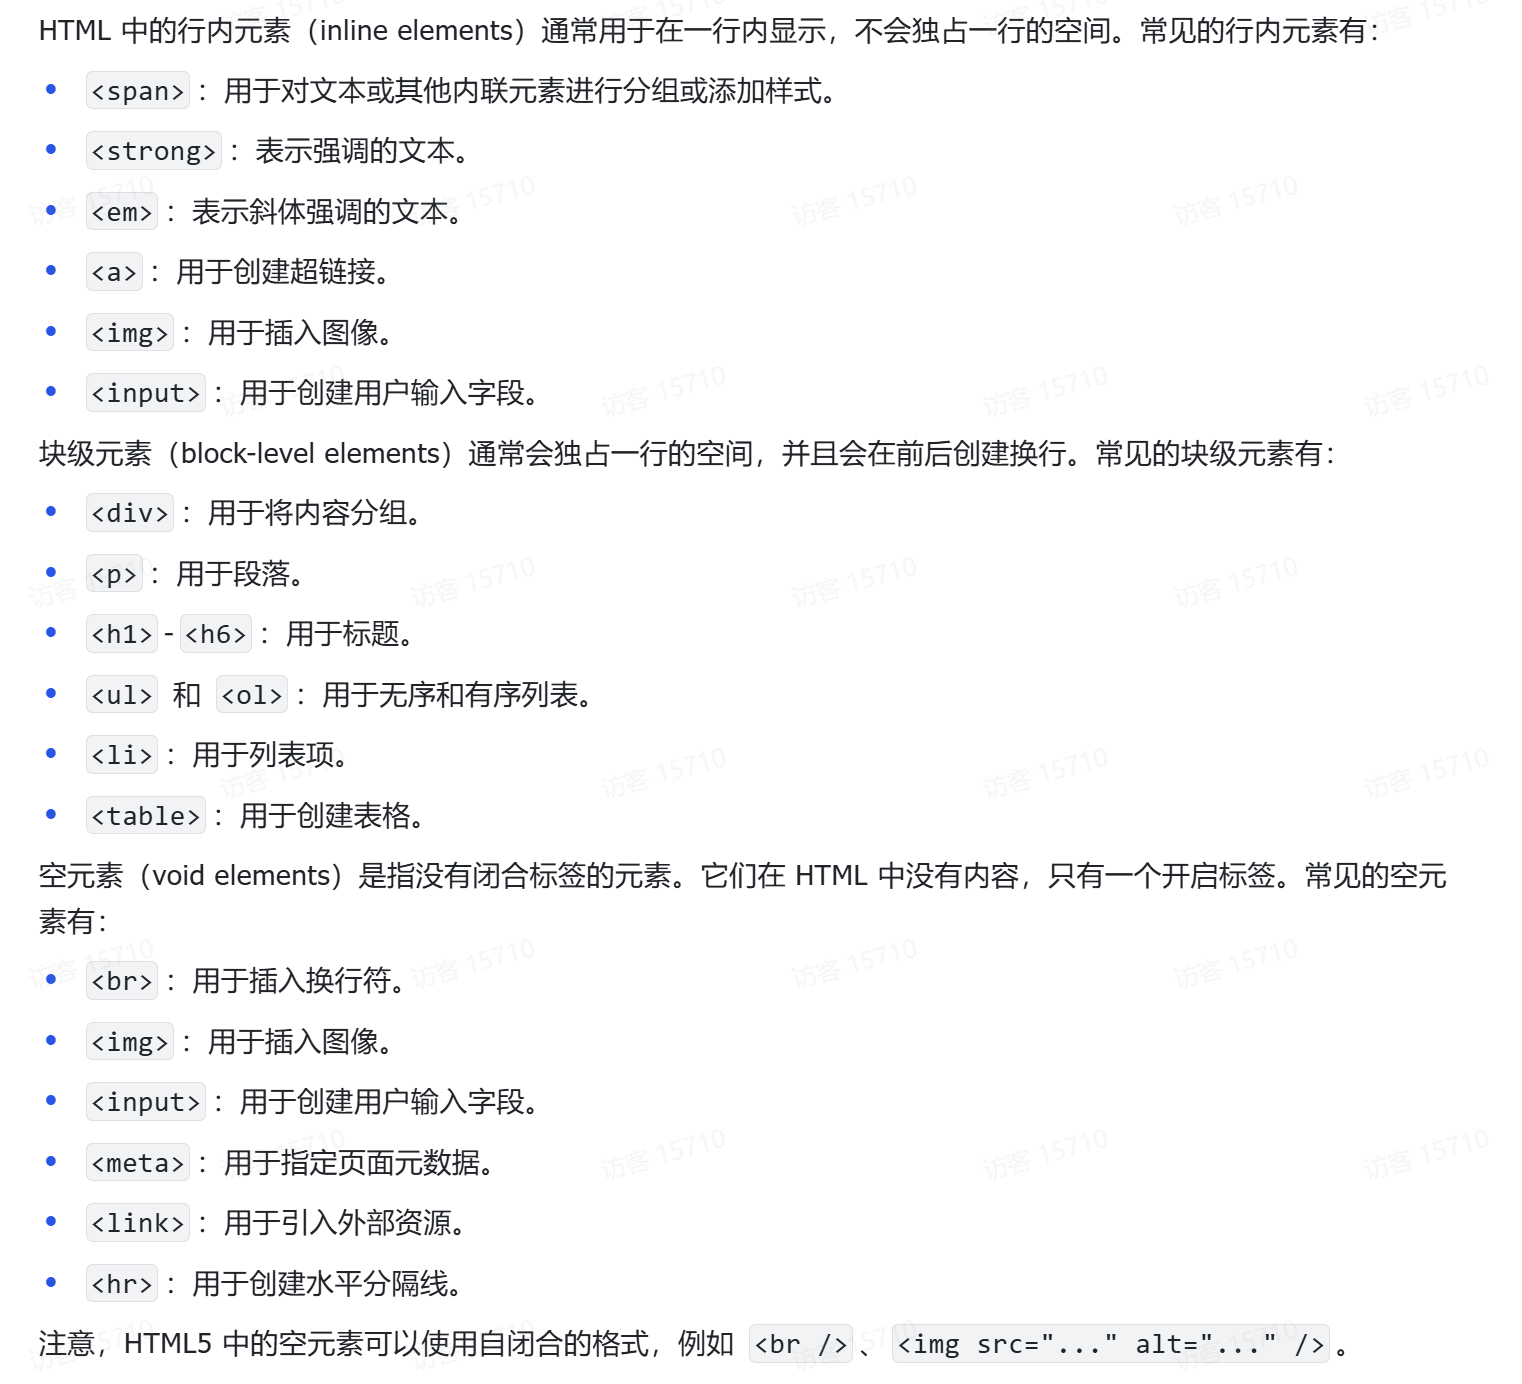 HTML 中的行内元素（inline elements）通常用于在一行内显示，不会独占一行的空间。常见的行内元素有：
• <span> ：用于对文本或其他内联元素进行分组或添加样式。
• <strong> ：表示强调的文本。
• <em> ：表示斜体强调的文本。
• <a> ：用于创建超链接。
• <img> ：用于插入图像。
• <input> ：用于创建用户输入字段。
块级元素（block-level elements）通常会独占一行的空间，并且会在前后创建换行。常见的块级元素有：
• <div> ：用于将内容分组。
• <p> ：用于段落。
• <h1> - <h6> ：用于标题。
• <ul> 和 <ol> ：用于无序和有序列表。
• <li> ：用于列表项。
• <table> ：用于创建表格。
空元素（void elements）是指没有闭合标签的元素。它们在 HTML 中没有内容，只有一个开启标签。常见的空元
素有：
• <br> ：用于插入换行符。
• <img> ：用于插入图像。
• <input> ：用于创建用户输入字段。
• <meta> ：用于指定页面元数据。
• <link> ：用于引入外部资源。
• <hr> ：用于创建水平分隔线。
注意，HTML5 中的空元素可以使用自闭合的格式，例如 <br /> 、 <img src="..." alt="..." /> 。
访客 15710